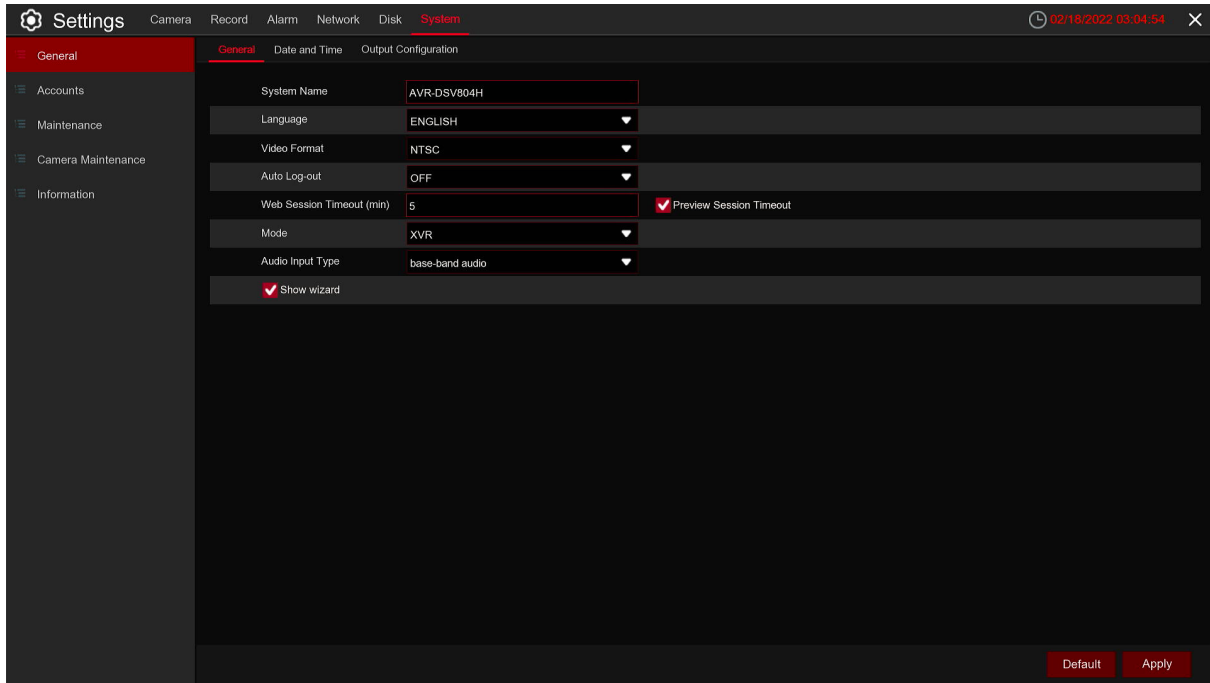 Settings Camera Record Alarm Network Disk System 02/18/2022 03:04:54
General
Accounts
Maintenance
Camera Maintenance
Information
General Date and Time Output Configuration
System Name AVR-DSV804H
Language ENGLISH
Video Format NTSC
Auto Log-out OFF
Web Session Timeout (min) 5 Preview Session Timeout
Mode XVR
Audio Input Type base-band audio
Show wizard
Default Apply